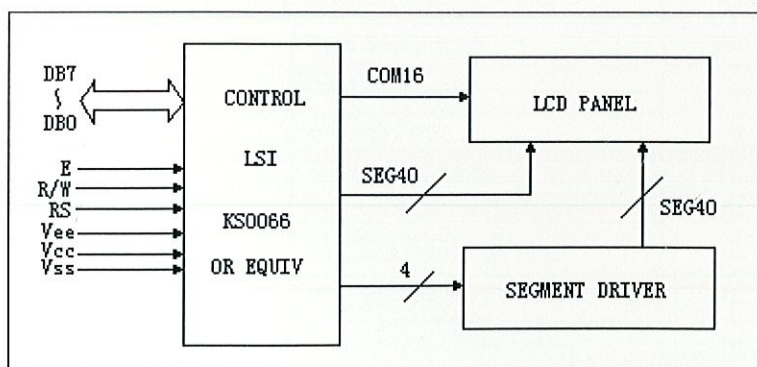 DB7
~
DB0
E
R/W
RS
Vee
Vcc
Vss
CONTROL
LSI
KS0066
OR EQUIV
COM16
SEG40
4
LCD PANEL
SEG40
SEGMENT DRIVER